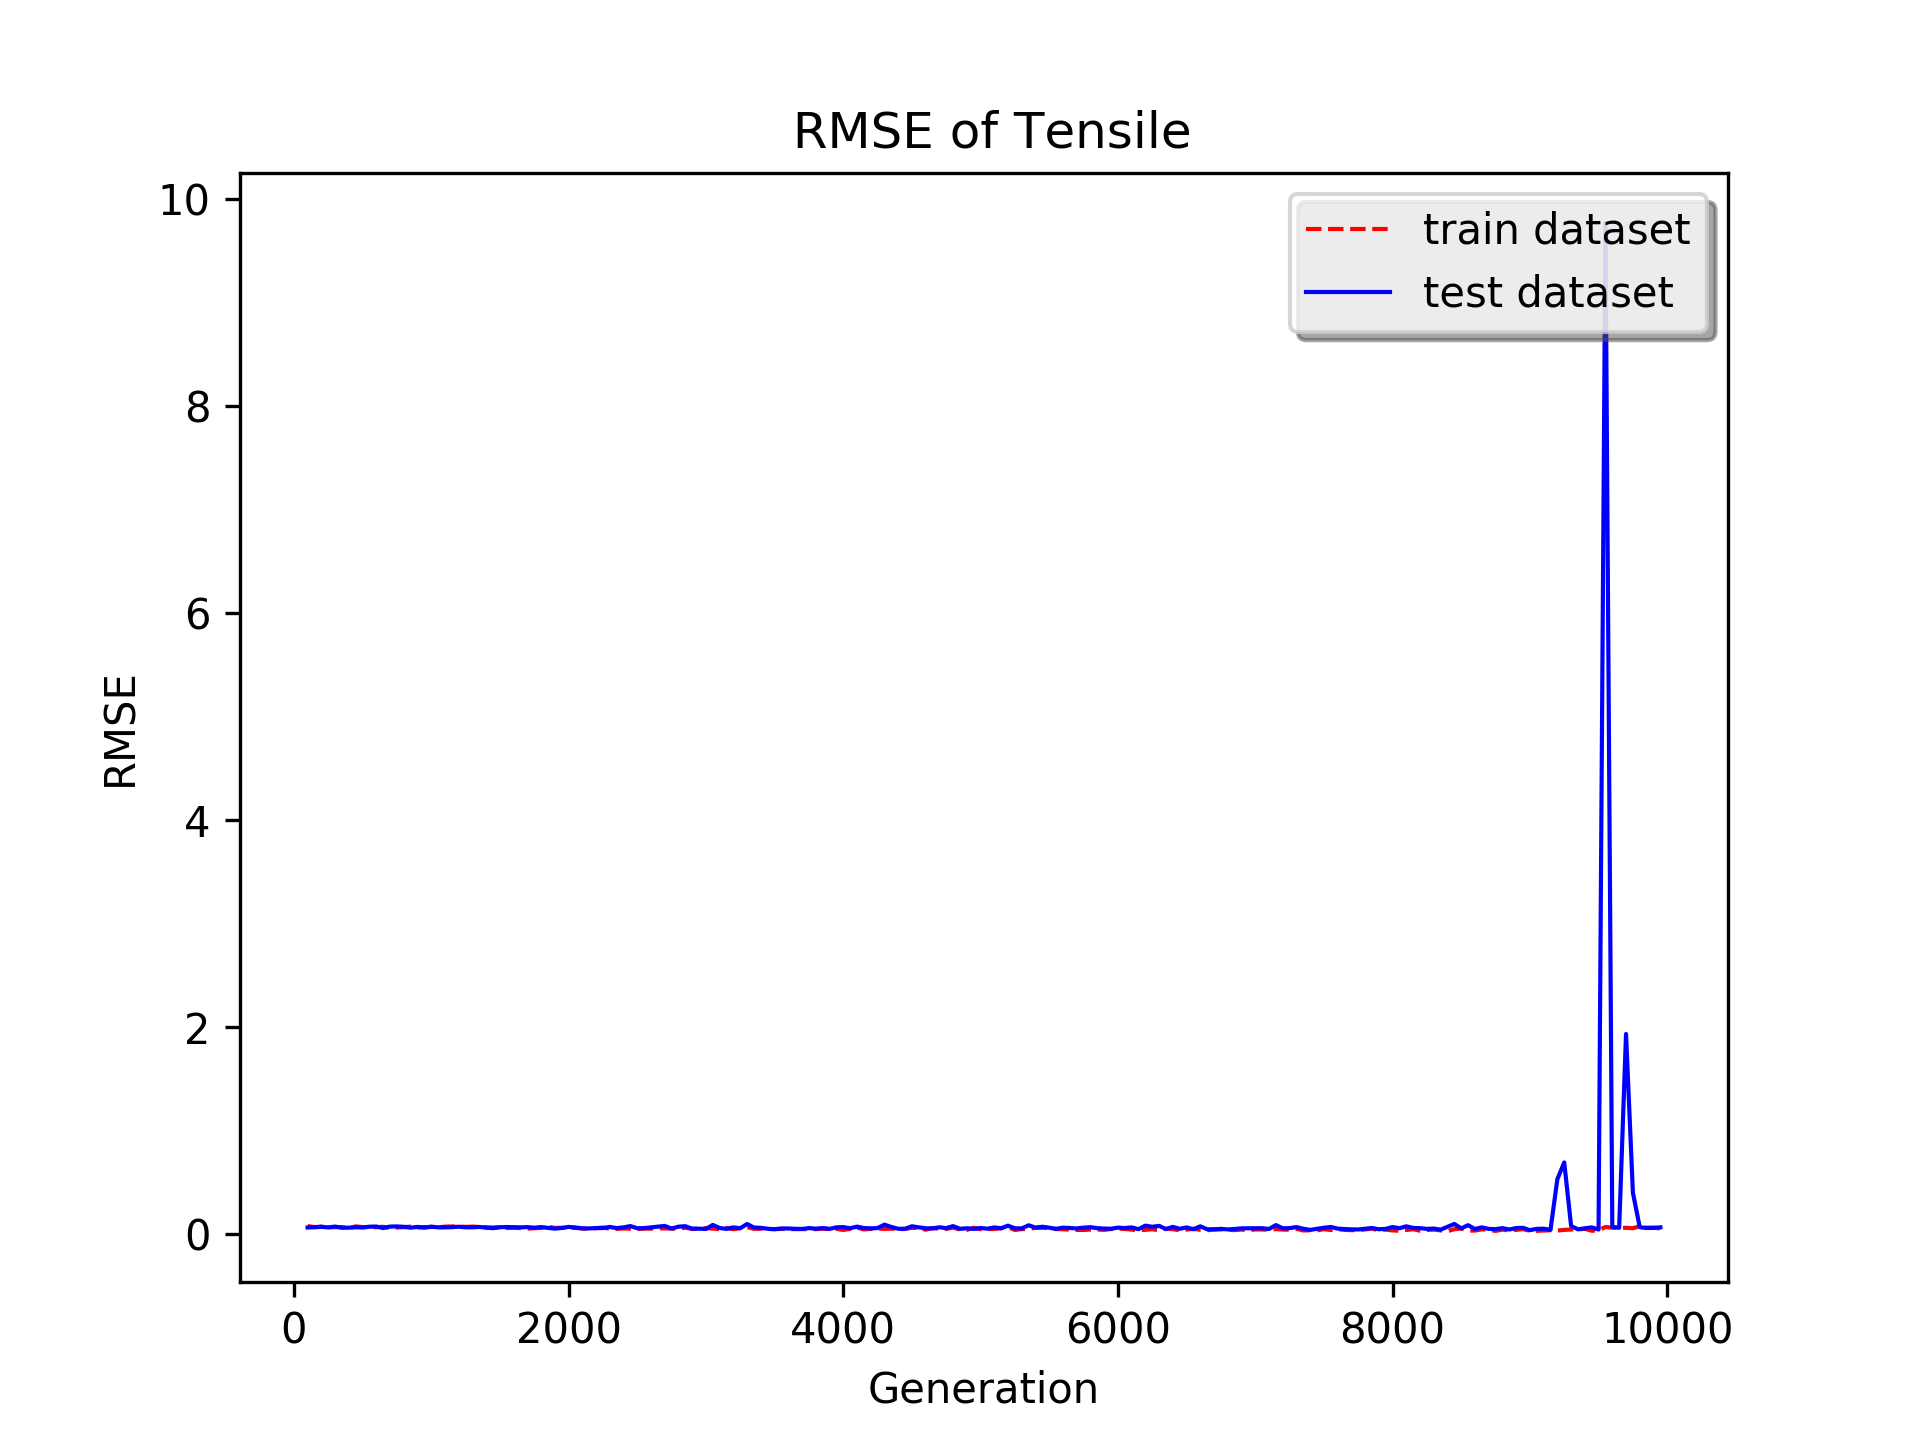 RMSE of Tensile
10
8
6
4
2
0
RMSE
train dataset
test dataset
0 2000 4000 6000 8000 10000
Generation